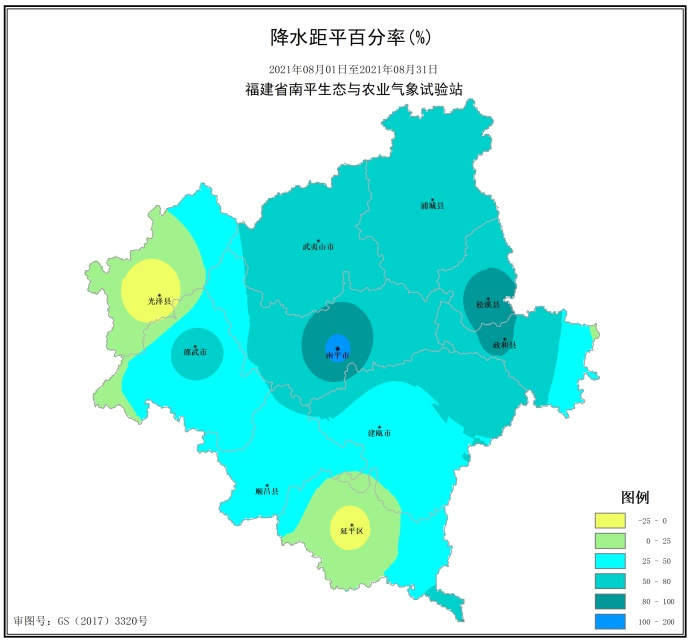 降水距平百分率(%)
2021年08月01日至2021年08月31日
福建省南平生态与农业气象试验站
浦城县
武夷山市
光泽县
松溪县
政和县
邵武市
南平市
建瓯市
顺昌县
延平区
图例
-25 - 0
0 - 25
25 - 50
50 - 80
80 - 100
100 - 200
审图号：GS（2017）3320号